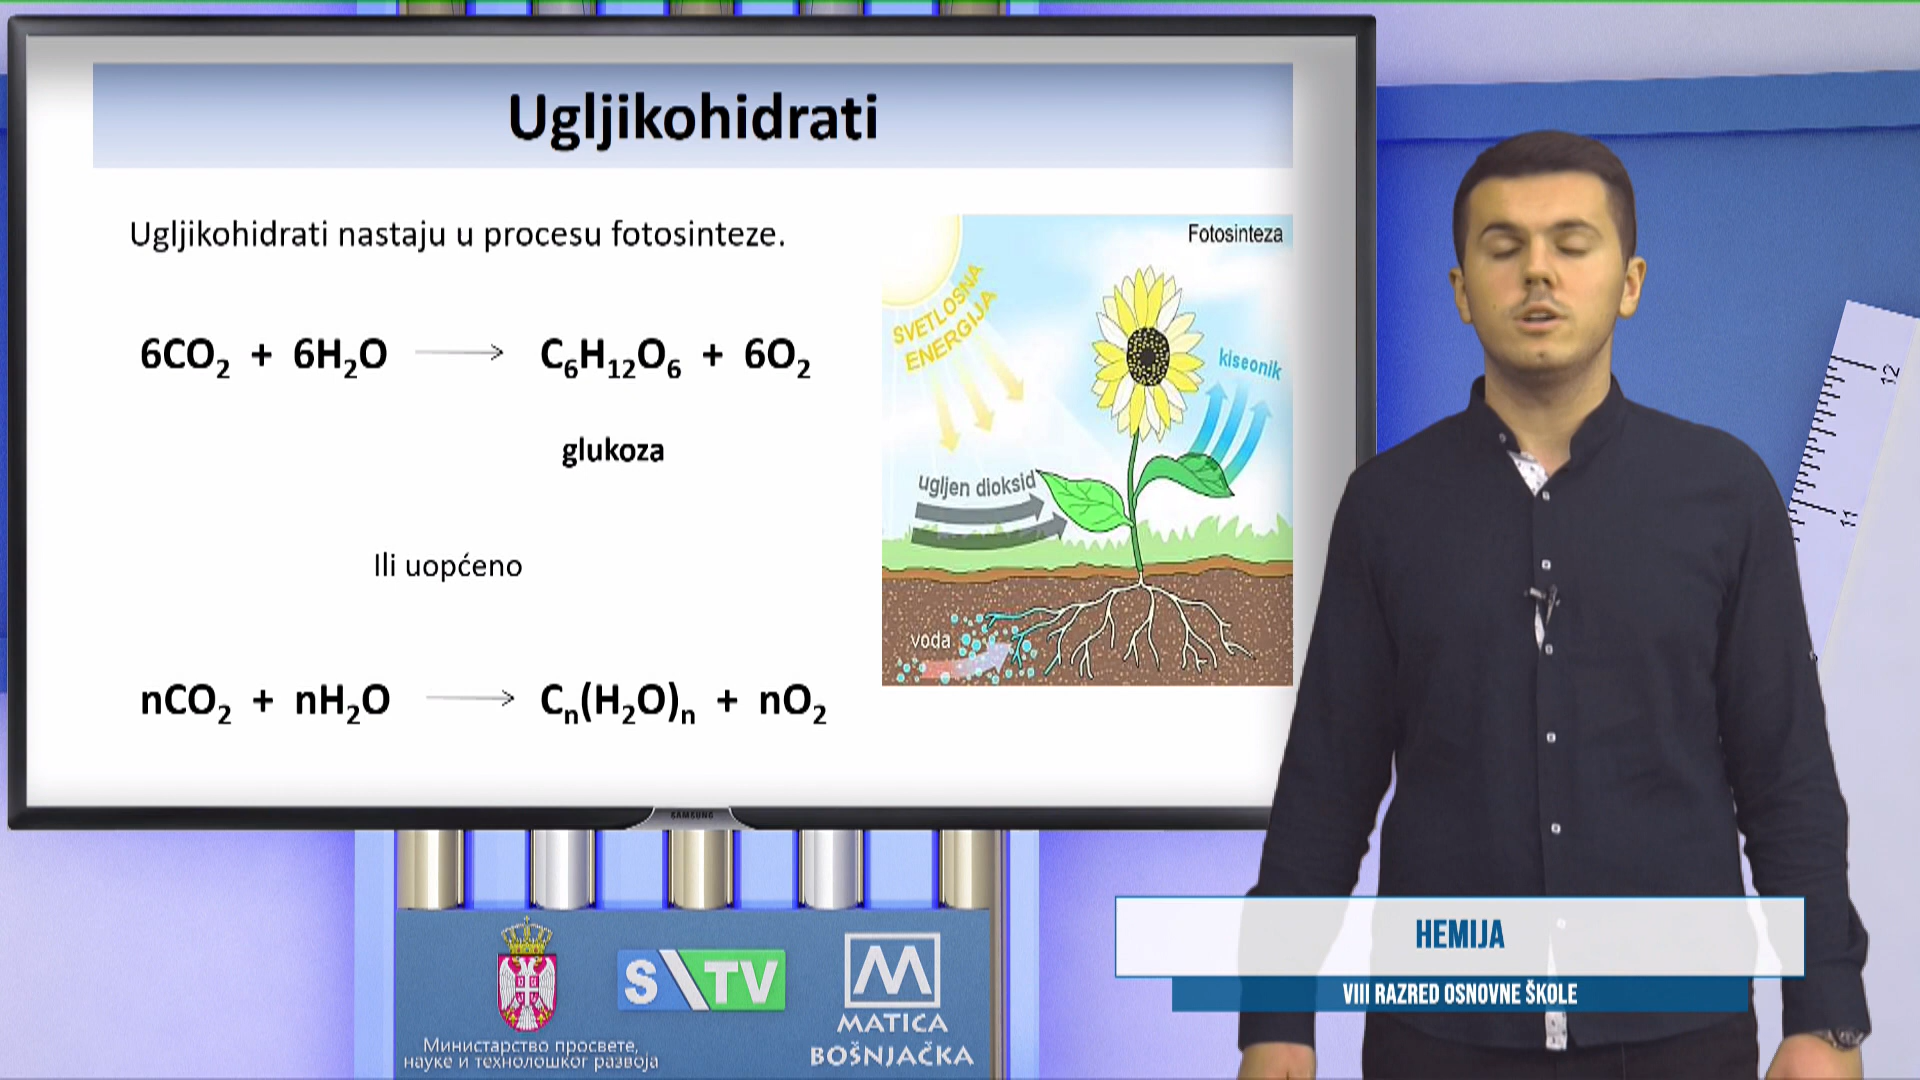 Ugljikohidrati
Ugljikohidrati nastaju u procesu fotosinteze.
6CO₂ + 6H₂O → C₆H₁₂O₆ + 6O₂
glukoza
Ili uopćeno
nCO₂ + nH₂O → Cₙ(H₂O)ₙ + nO₂
Fotosinteza
SVETLOSNA
ENERGIJA
kiseonik
ugljen dioksid
voda
SAMSUNG
12
11
HEMIJA
VIII RAZRED OSNOVNE ŠKOLE
Министарство просвете,
науке и технолошког развоја
S TV
MATICA
BOŠNJAČKA